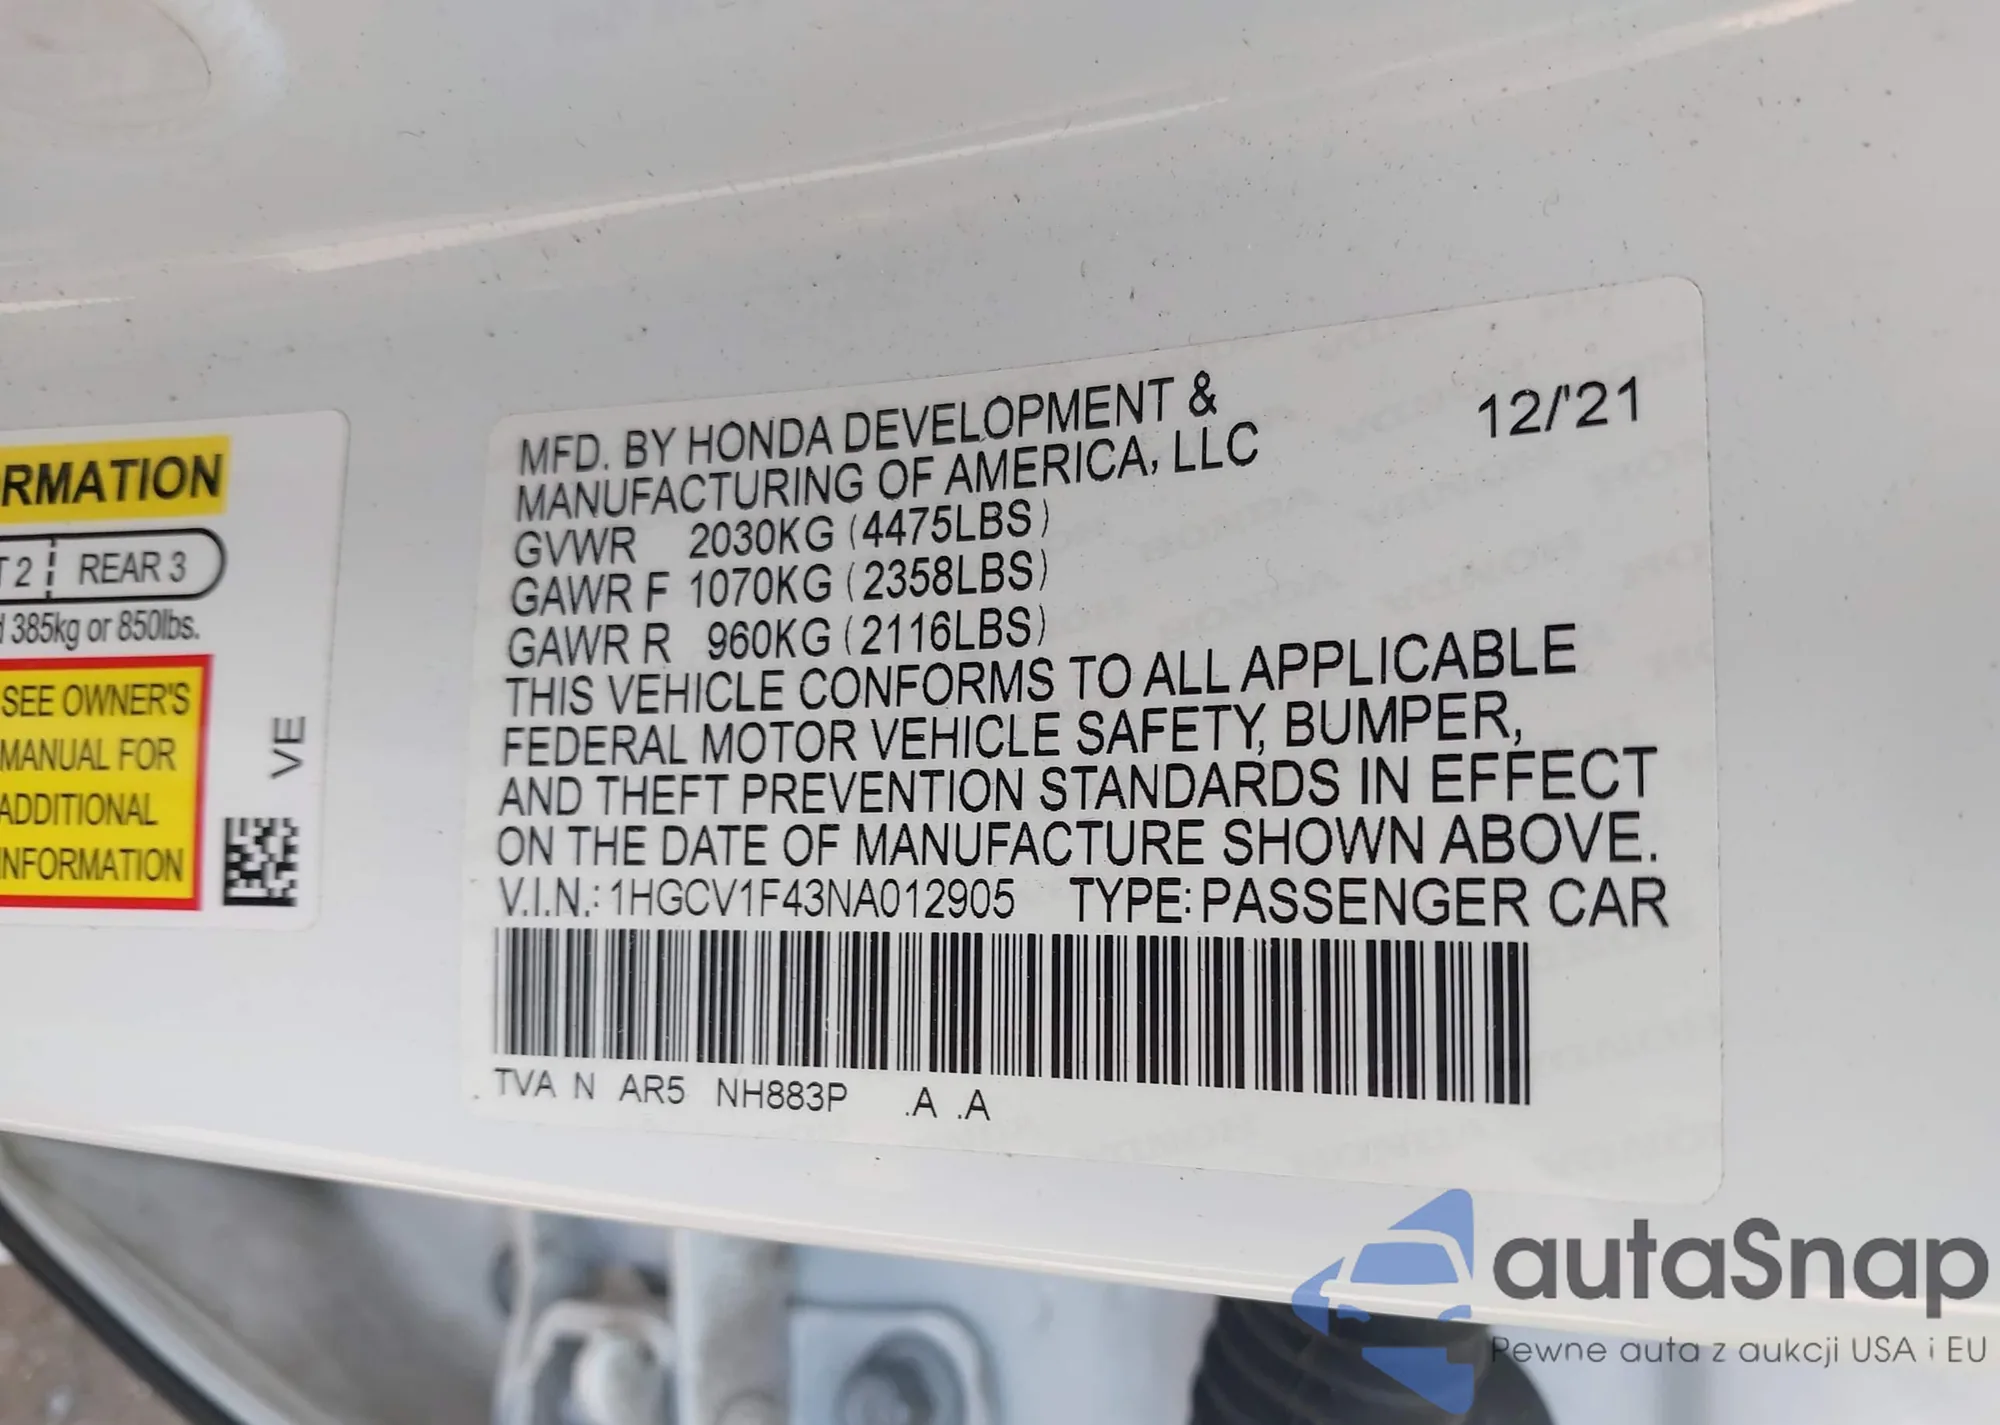 RMATION
T 2 REAR 3
385kg or 850lbs.
SEE OWNER'S
MANUAL FOR
ADDITIONAL
INFORMATION
VE
MFD. BY HONDA DEVELOPMENT &
MANUFACTURING OF AMERICA, LLC
12/'21
GVWR 2030KG (4475LBS)
GAWR F 1070KG (2358LBS)
GAWR R 960KG (2116LBS)
THIS VEHICLE CONFORMS TO ALL APPLICABLE
FEDERAL MOTOR VEHICLE SAFETY, BUMPER,
AND THEFT PREVENTION STANDARDS IN EFFECT
ON THE DATE OF MANUFACTURE SHOWN ABOVE.
V.I.N.: 1HGCV1F43NA012905 TYPE: PASSENGER CAR
TVA N AR5 NH883P .A .A
autaSnap
Pewne auta z aukcji USA i EU